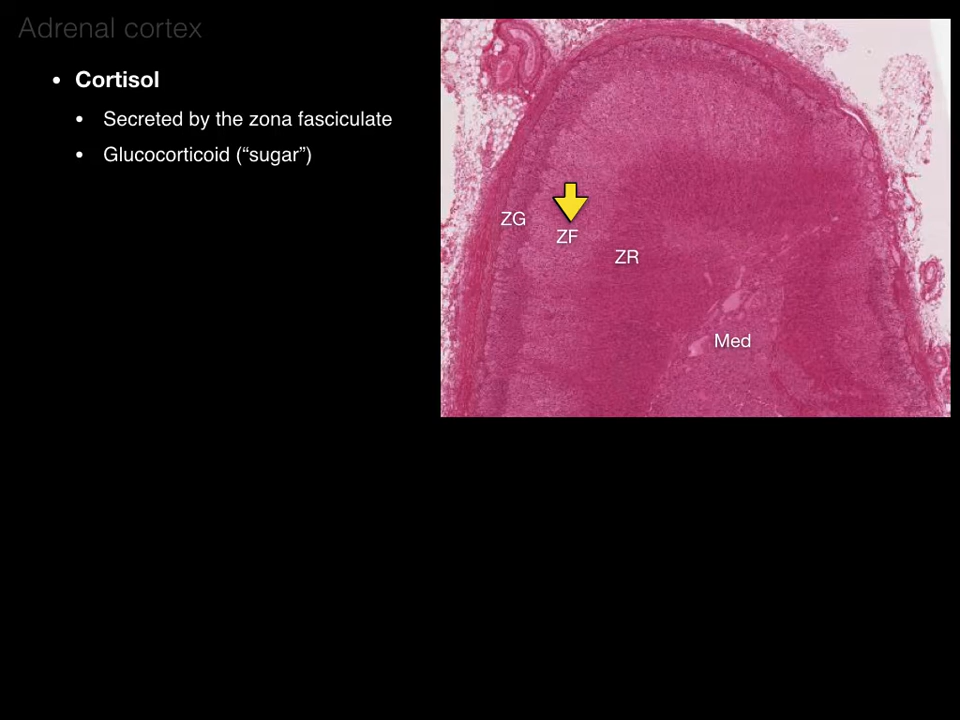 Adrenal cortex
• Cortisol
• Secreted by the zona fasciculate
• Glucocorticoid (“sugar”)
ZG
ZF
ZR
Med